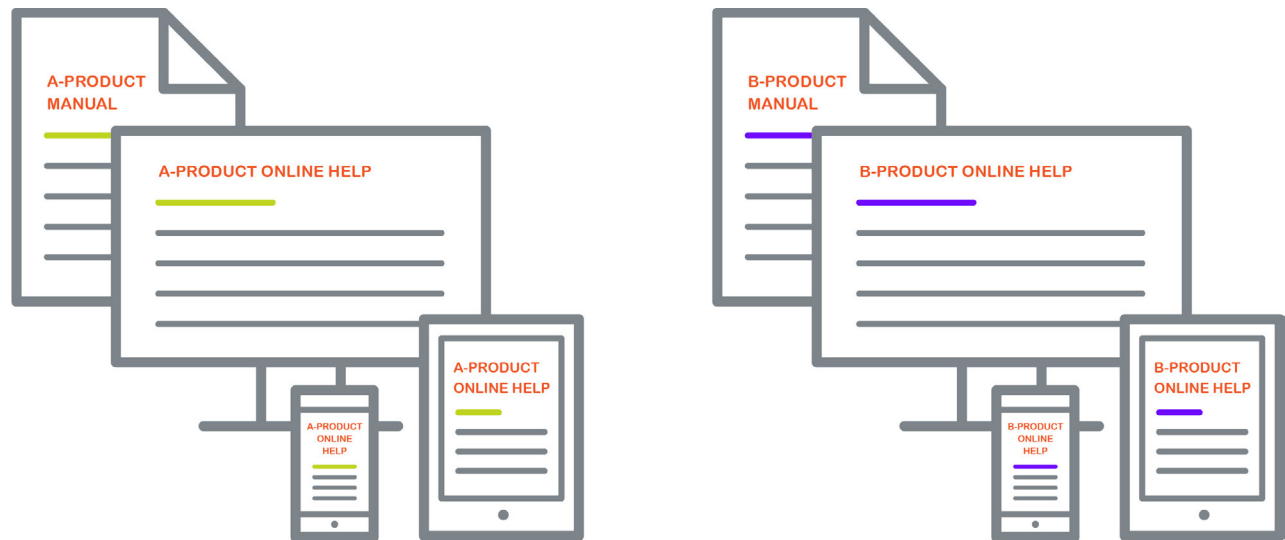 A-PRODUCT
MANUAL
A-PRODUCT ONLINE HELP
A-PRODUCT
ONLINE HELP
A-PRODUCT
ONLINE
HELP
B-PRODUCT
MANUAL
B-PRODUCT ONLINE HELP
B-PRODUCT
ONLINE HELP
B-PRODUCT
ONLINE
HELP